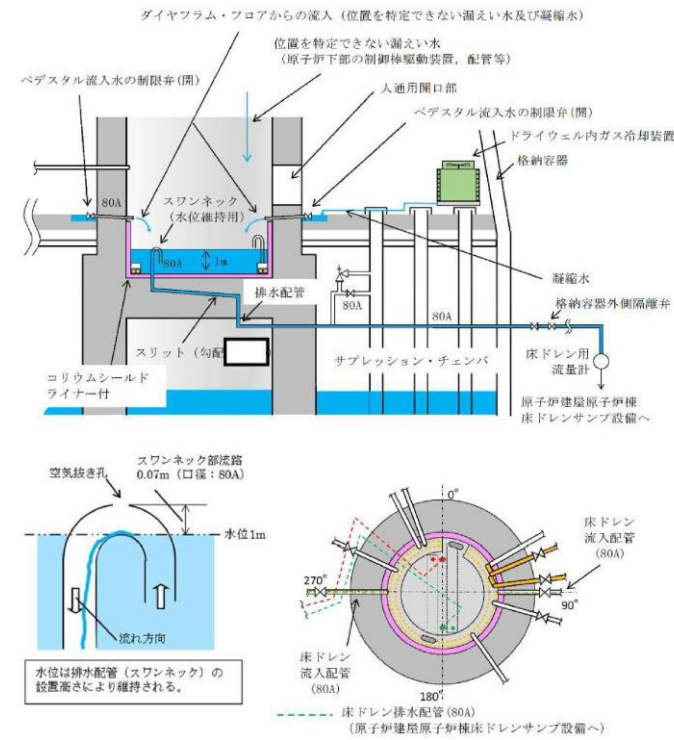 ダイヤフラム・フロアからの流入（位置を特定できない漏えい水及び凝縮水）
位置を特定できない漏えい水
（原子炉下部の制御棒駆動装置，配管等）
ペデスタル流入水の制限弁(開)
人通用開口部
ペデスタル流入水の制限弁(開)
ドライウェル内ガス冷却装置
格納容器
80A
スワンネック
（水位維持用）
80A
1m
凝縮水
排水配管
80A
80A
格納容器外側隔離弁
スリット（勾配
サプレッション・チェンバ
床ドレン用
流量計
コリウムシールド
ライナー付
原子炉建屋原子炉棟
床ドレンサンプ設備へ
スワンネック部流路
0.07m（口径：80A）
空気抜き孔
水位1m
流れ方向
水位は排水配管（スワンネック）の
設置高さにより維持される。
0°
床ドレン
流入配管
(80A)
270°
90°
床ドレン
流入配管
(80A)
180°
床ドレン排水配管(80A)
（原子炉建屋原子炉棟床ドレンサンプ設備へ）